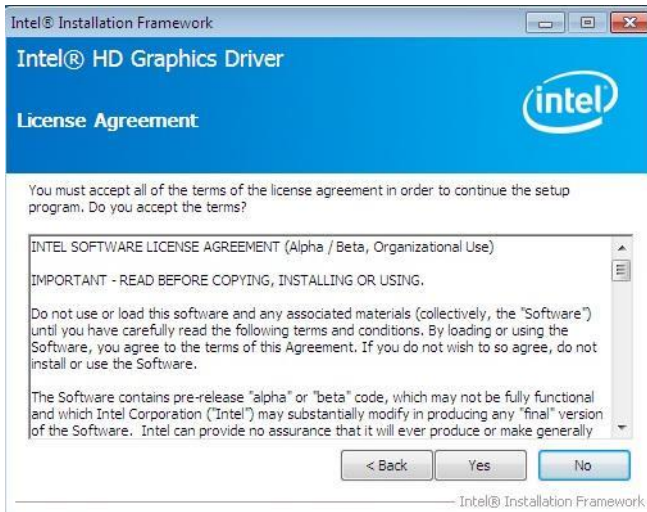 Intel® Installation Framework
Intel® HD Graphics Driver
intel
License Agreement
You must accept all of the terms of the license agreement in order to continue the setup
program. Do you accept the terms?
INTEL SOFTWARE LICENSE AGREEMENT (Alpha / Beta, Organizational Use)
IMPORTANT - READ BEFORE COPYING, INSTALLING OR USING.
Do not use or load this software and any associated materials (collectively, the "Software")
until you have carefully read the following terms and conditions. By loading or using the
Software, you agree to the terms of this Agreement. If you do not wish to so agree, do not
install or use the Software.
The Software contains pre-release "alpha" or "beta" code, which may not be fully functional
and which Intel Corporation ("Intel") may substantially modify in producing any "final" version
of the Software. Intel can provide no assurance that it will ever produce or make generally
< Back
Yes
No
Intel® Installation Framework